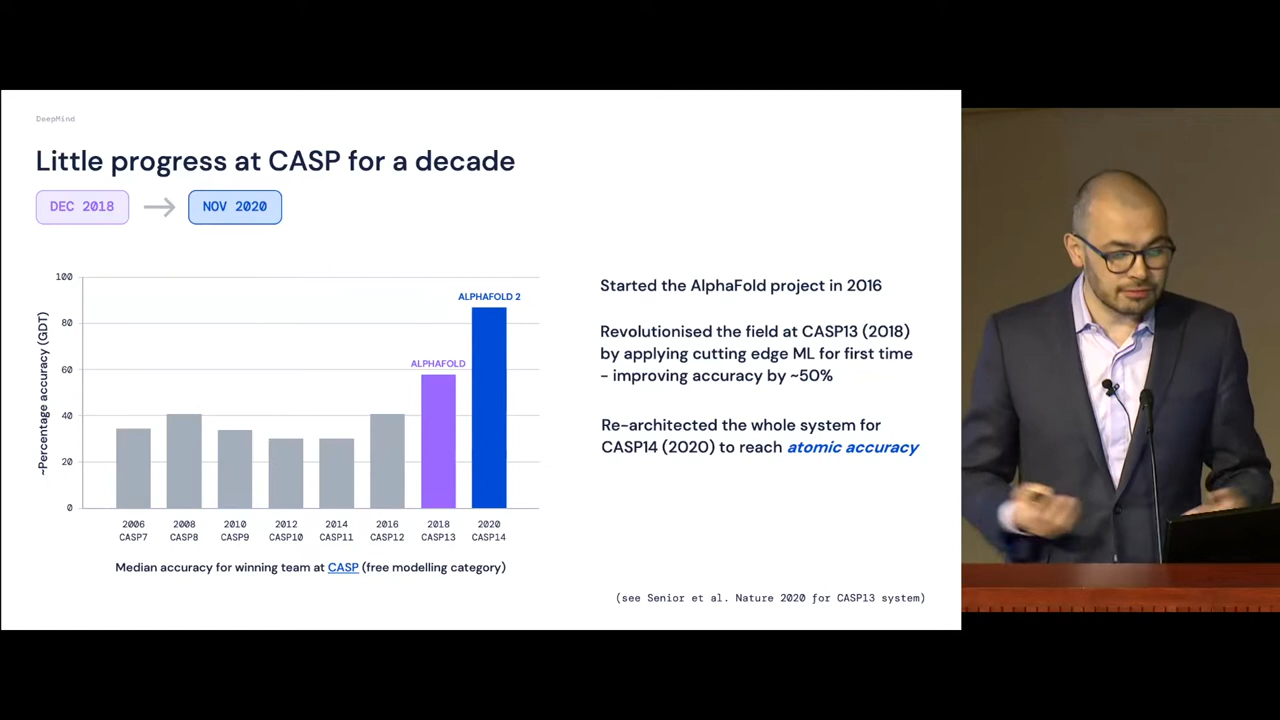 DeepMind
Little progress at CASP for a decade
DEC 2018 → NOV 2020
~Percentage accuracy (GDT)
100
80
60
40
20
0
ALPHAFOLD
ALPHAFOLD 2
2006 2008 2010 2012 2014 2016 2018 2020
CASP7 CASP8 CASP9 CASP10 CASP11 CASP12 CASP13 CASP14
Median accuracy for winning team at CASP (free modelling category)
Started the AlphaFold project in 2016
Revolutionised the field at CASP13 (2018)
by applying cutting edge ML for first time
- improving accuracy by ~50%
Re-architected the whole system for
CASP14 (2020) to reach atomic accuracy
(see Senior et al. Nature 2020 for CASP13 system)